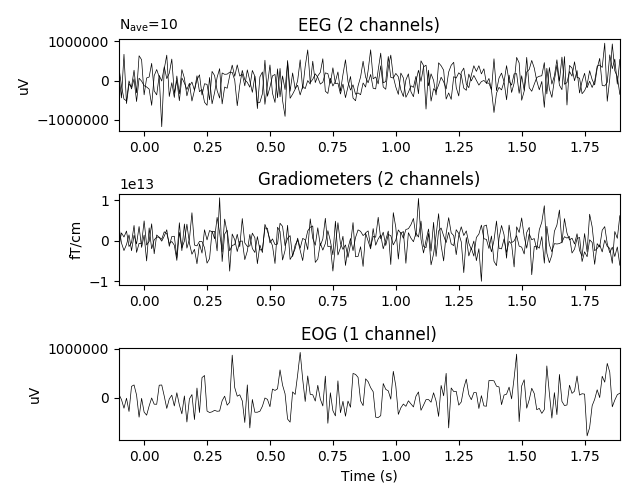 N_ave=10
EEG (2 channels)
1000000
0
−1000000
uV
0.00 0.25 0.50 0.75 1.00 1.25 1.50 1.75
1e13
Gradiometers (2 channels)
1
0
−1
fT/cm
0.00 0.25 0.50 0.75 1.00 1.25 1.50 1.75
EOG (1 channel)
1000000
0
uV
0.00 0.25 0.50 0.75 1.00 1.25 1.50 1.75
Time (s)